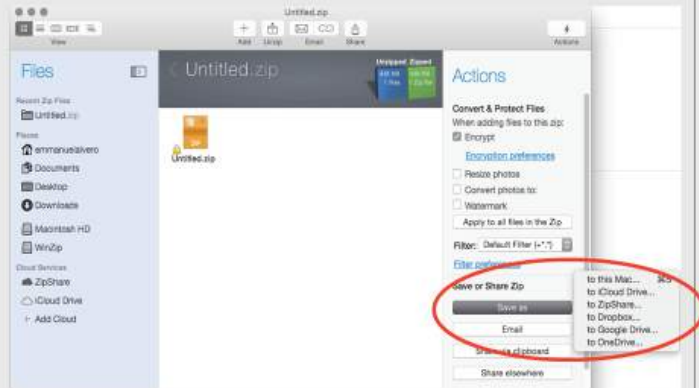 Untitled.zip
View
Add
Unzip
Email
Share
Actions
Files
Recent Zip Files
Untitled.zip
Places
emmanuelalvero
Documents
Desktop
Downloads
Macintosh HD
WinZip
Cloud Services
ZipShare
iCloud Drive
+ Add Cloud
Untitled.zip
Unzipped Zipped
Untitled.zip
Actions
Convert & Protect Files
When adding files to this zip:
Encrypt
Encryption preferences
Resize photos
Convert photos to:
Watermark
Apply to all files in the Zip
Filter: Default Filter (+*.*)
Filter preferences
Save or Share Zip
Save as
Email
Share via clipboard
Share elsewhere
to this Mac... ⌘S
to iCloud Drive...
to ZipShare...
to Dropbox...
to Google Drive...
to OneDrive...